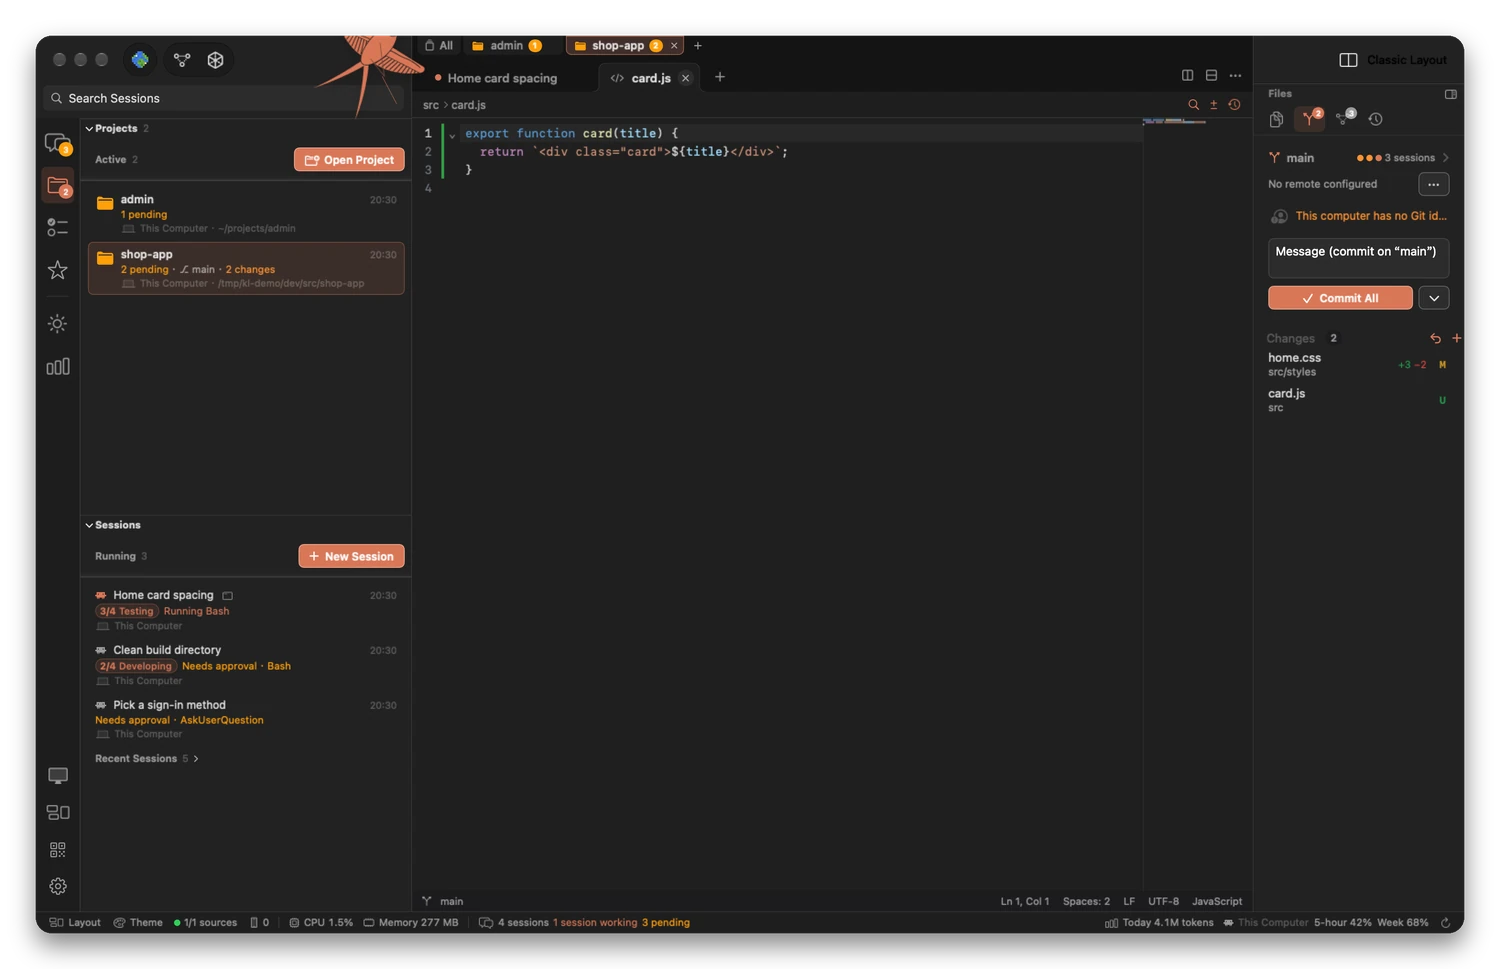 Search Sessions
3
2
Projects 2
Active 2
Open Project
admin 20:30
1 pending
This Computer · ~/projects/admin
shop-app 20:30
2 pending · main · 2 changes
This Computer · /tmp/kl-demo/dev/src/shop-app
Sessions
Running 3
+ New Session
Home card spacing 20:30
3/4 Testing Running Bash
This Computer
Clean build directory 20:30
2/4 Developing Needs approval · Bash
This Computer
Pick a sign-in method 20:30
Needs approval · AskUserQuestion
This Computer
Recent Sessions 5 >
All admin 1 shop-app 2 × +
Home card spacing </> card.js × +
src > card.js
1 export function card(title) {
2 return `<div class="card">${title}</div>`;
3 }
4
main Ln 1, Col 1 Spaces: 2 LF UTF-8 JavaScript
Classic Layout
Files
2 3
main 3 sessions >
No remote configured ...
This computer has no Git id...
Message (commit on “main”)
✓ Commit All
Changes 2 +
home.css +3 −2 M
src/styles
card.js U
src
Layout Theme 1/1 sources 0 CPU 1.5% Memory 277 MB 4 sessions 1 session working 3 pending Today 4.1M tokens This Computer 5-hour 42% Week 68%